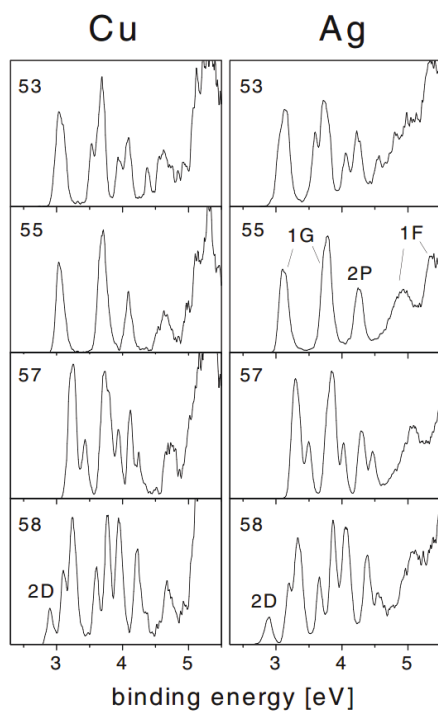 Cu Ag
53 53
55 55
1G 1F
2P
57 57
58 58
2D 2D
3 4 5 3 4 5
binding energy [eV]